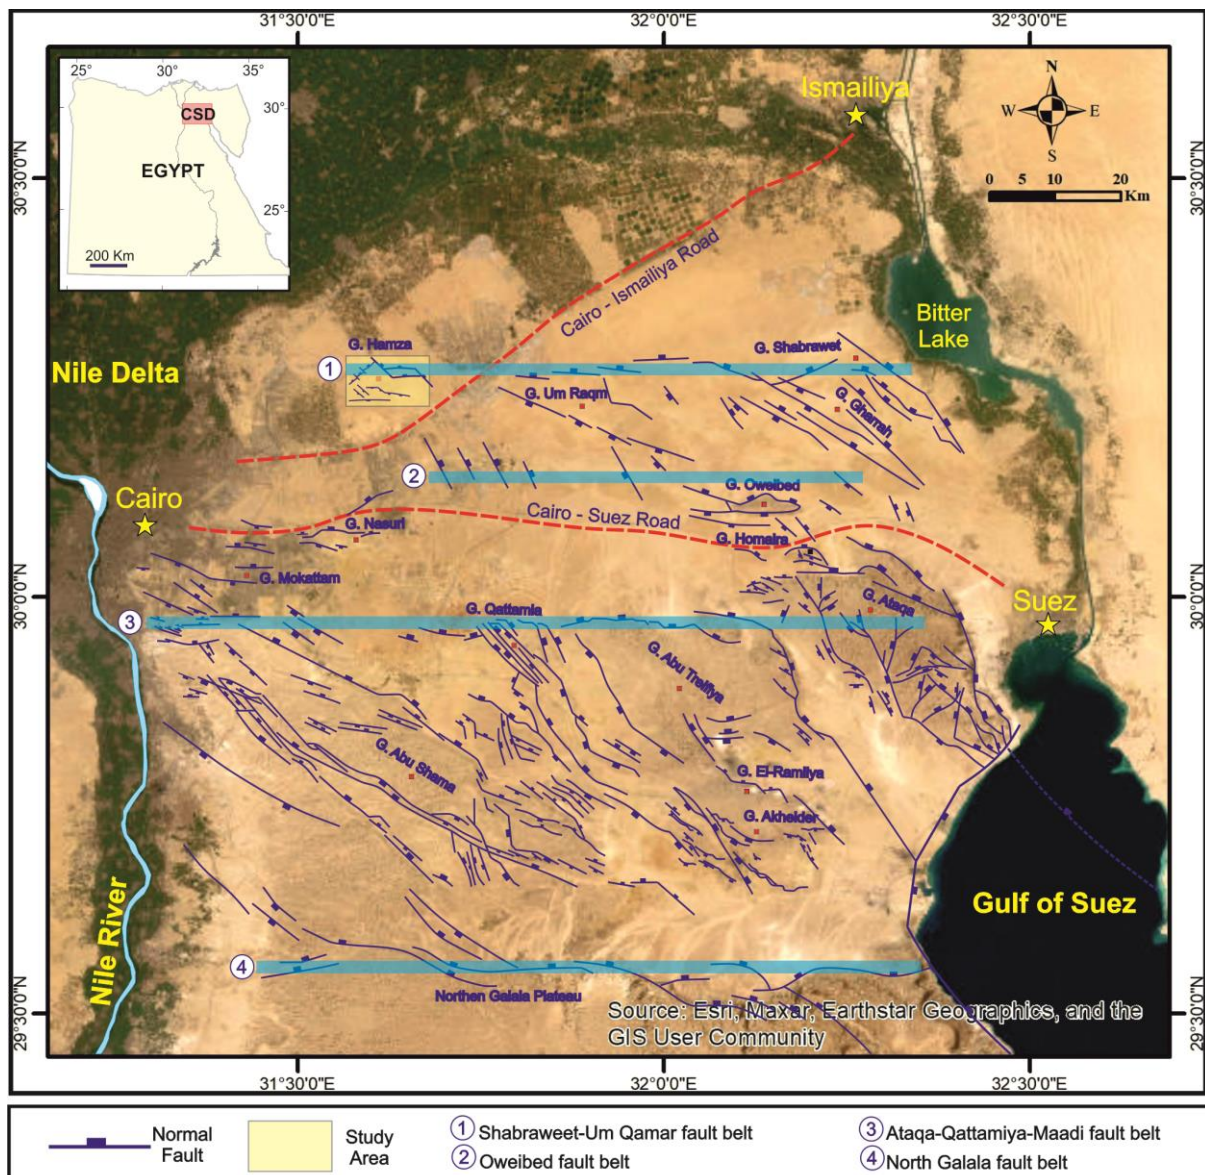 31°30'0"E
32°0'0"E
32°30'0"E
25°
30°
35°
30°
CSD
EGYPT
25°
200 Km
Ismailiya
N
W
E
S
0
5
10
20
Km
30°30'0"N
30°30'0"N
Cairo - Ismailiya Road
Bitter
Lake
Nile Delta
1
G. Hamza
G. Shabrawet
G. Um Raqm
G. Gharrah
2
Cairo
G. Oweibed
Cairo - Suez Road
G. Nasuri
G. Homaira
G. Mokattam
30°0'0"N
30°0'0"N
G. Qattamia
G. Ataqa
Suez
3
G. Abu Treifiya
G. Abu Shama
G. El-Ramliya
G. Akheider
Nile River
Gulf of Suez
4
Northen Galala Plateau
29°30'0"N
29°30'0"N
Source: Esri, Maxar, Earthstar Geographics, and the
GIS User Community
31°30'0"E
32°0'0"E
32°30'0"E
Normal
Fault
Study
Area
1 Shabraweet-Um Qamar fault belt
2 Oweibed fault belt
3 Ataqa-Qattamiya-Maadi fault belt
4 North Galala fault belt